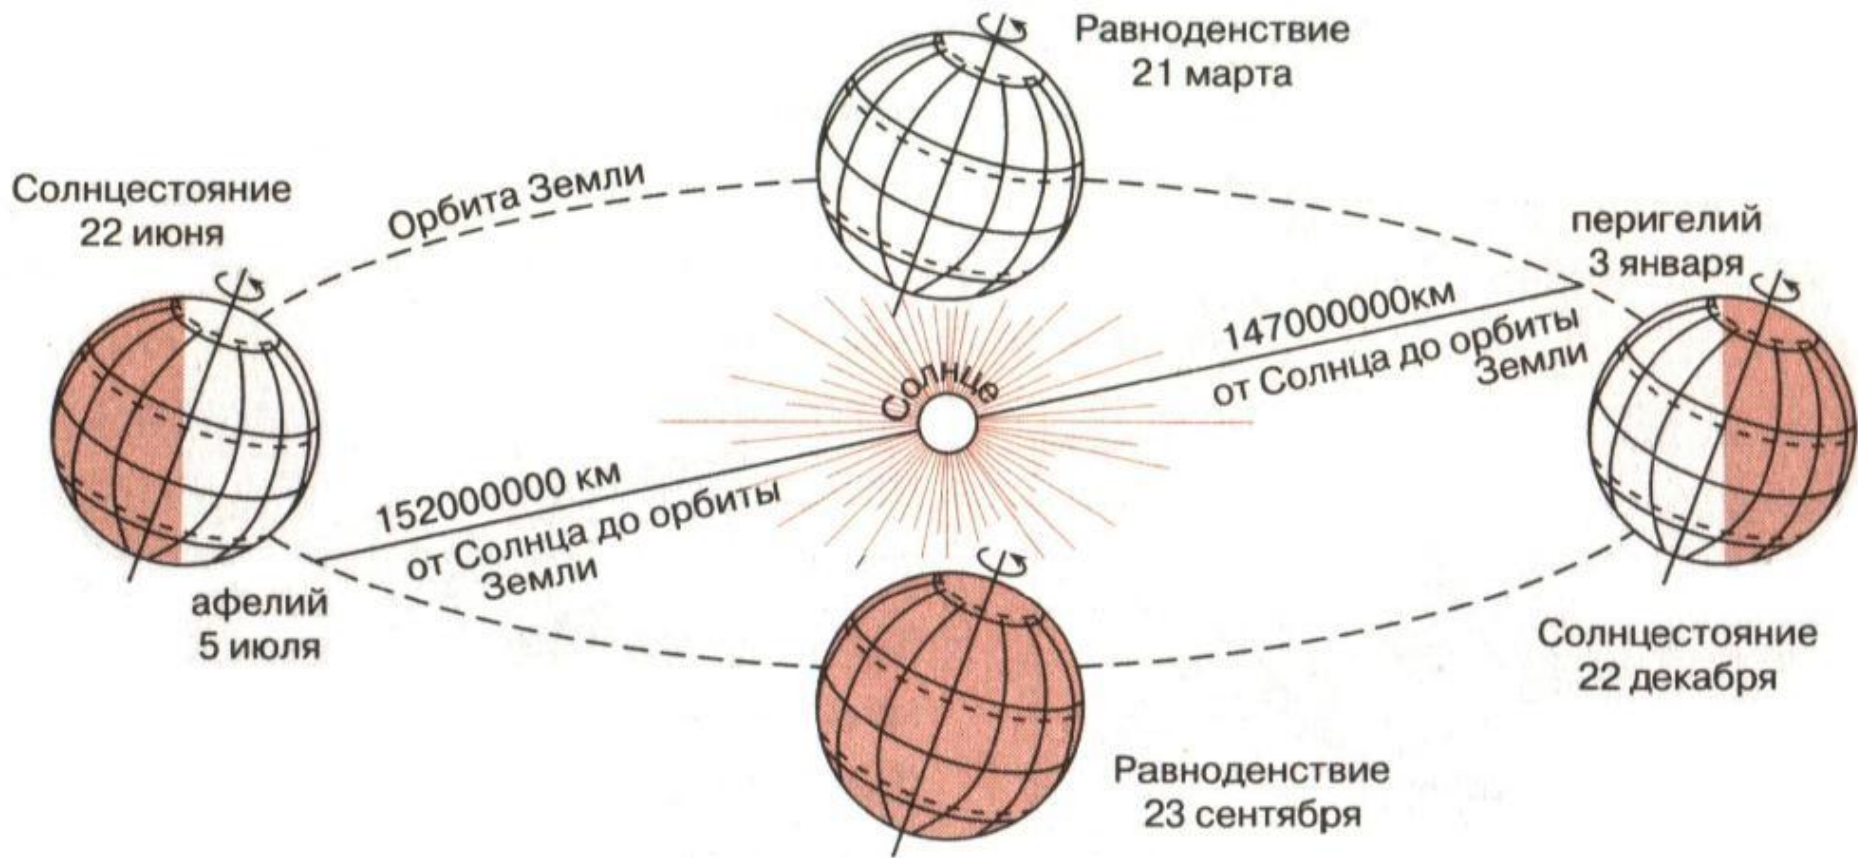 Равноденствие
21 марта
Солнцестояние
22 июня
Орбита Земли
перигелий
3 января
147000000км
от Солнца до орбиты
Земли
Солнце
152000000 км
от Солнца до орбиты
Земли
афелий
5 июля
Солнцестояние
22 декабря
Равноденствие
23 сентября